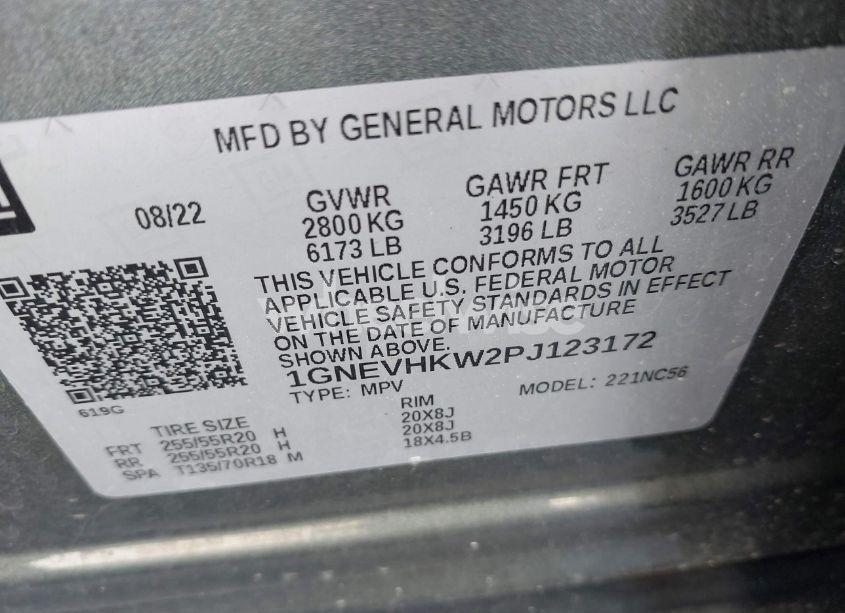 MFD BY GENERAL MOTORS LLC
08/22
GVWR
2800 KG
6173 LB
GAWR FRT
1450 KG
3196 LB
GAWR RR
1600 KG
3527 LB
THIS VEHICLE CONFORMS TO ALL
APPLICABLE U.S. FEDERAL MOTOR
VEHICLE SAFETY STANDARDS IN EFFECT
ON THE DATE OF MANUFACTURE
SHOWN ABOVE.
1GNEVHKW2PJ123172
TYPE: MPV MODEL: 221NC56
619G
TIRE SIZE RIM
FRT 255/55R20 H 20X8J
RR 255/55R20 H 20X8J
SPA T135/70R18 M 18X4.5B